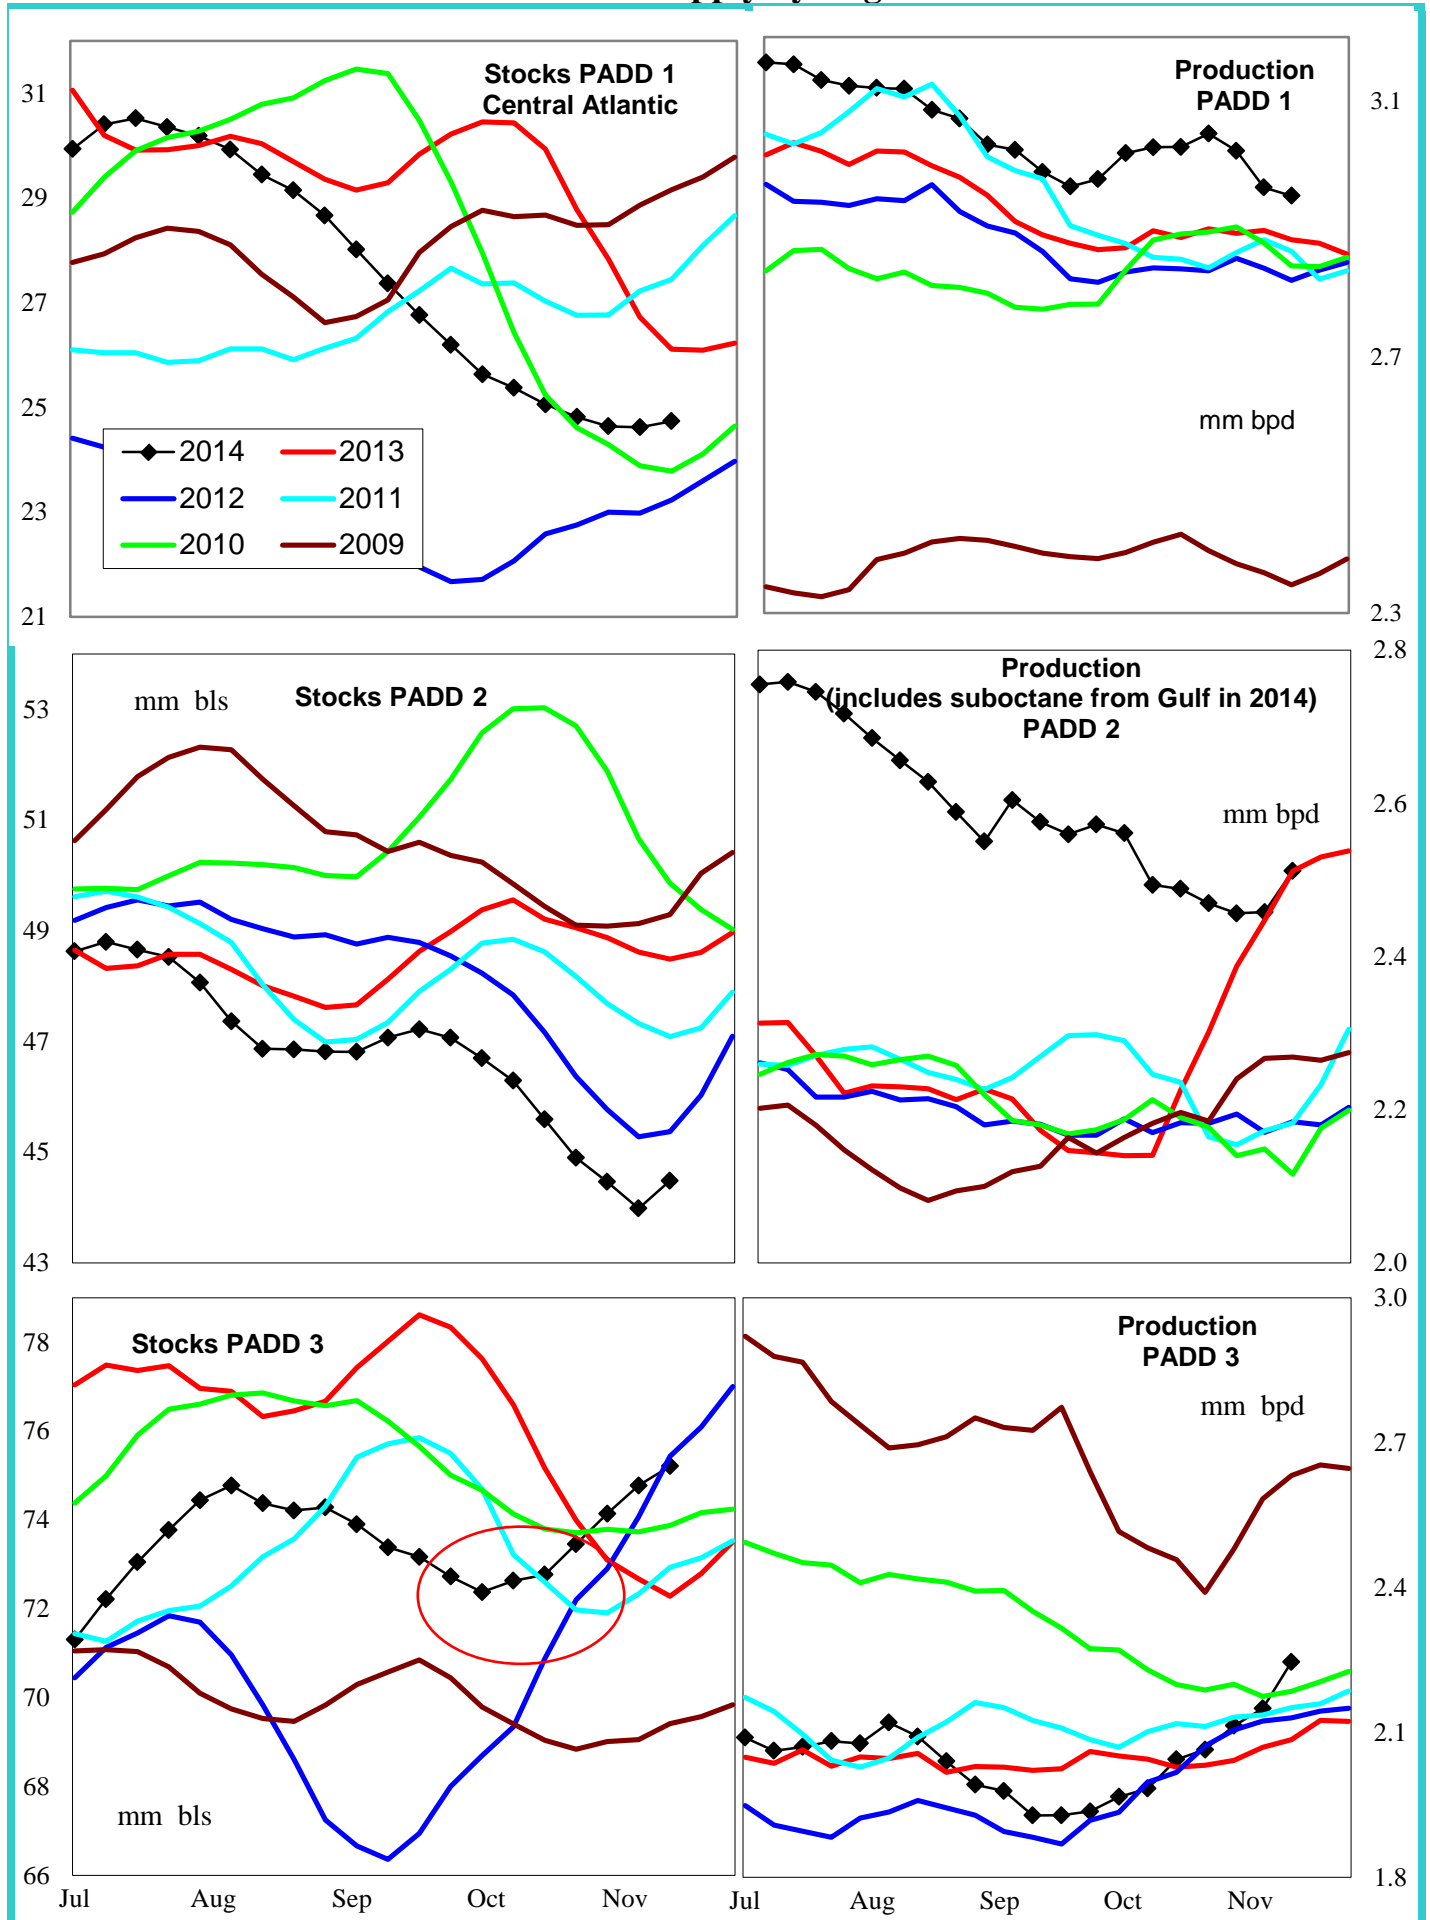 Stocks PADD 1
Central Atlantic
31
29
27
25
23
21
2014
2013
2012
2011
2010
2009
Production
PADD 1
mm bpd
3.1
2.7
2.3
mm bls
Stocks PADD 2
53
51
49
47
45
43
Production
(includes suboctane from Gulf in 2014)
PADD 2
mm bpd
2.8
2.6
2.4
2.2
2.0
Stocks PADD 3
78
76
74
72
70
68
66
mm bls
Jul Aug Sep Oct Nov
Production
PADD 3
mm bpd
3.0
2.7
2.4
2.1
1.8
Jul Aug Sep Oct Nov